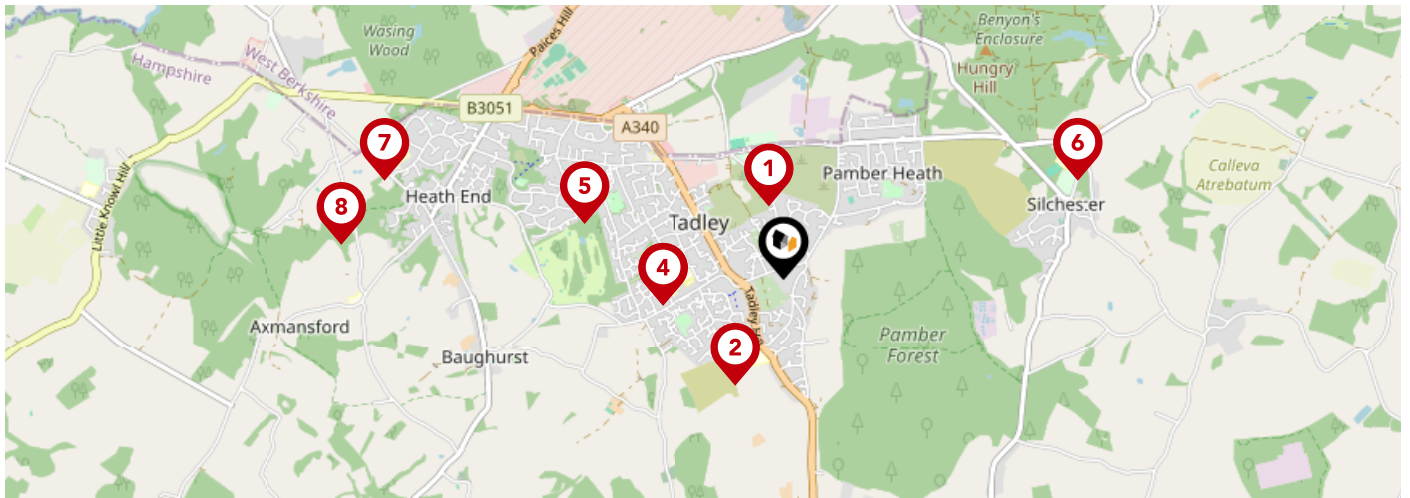 Wasing
Wood
Paices Hill
Benyon's
Enclosure
Hampshire
West Berkshire
Hungry
Hill
B3051
A340
7
1
6
Pamber Heath
Calleva
Atrebatum
5
Heath End
8
Little Knowl Hill
Tadley
Silchester
4
Tadley Hill
Axmansford
2
Pamber
Forest
Baughurst